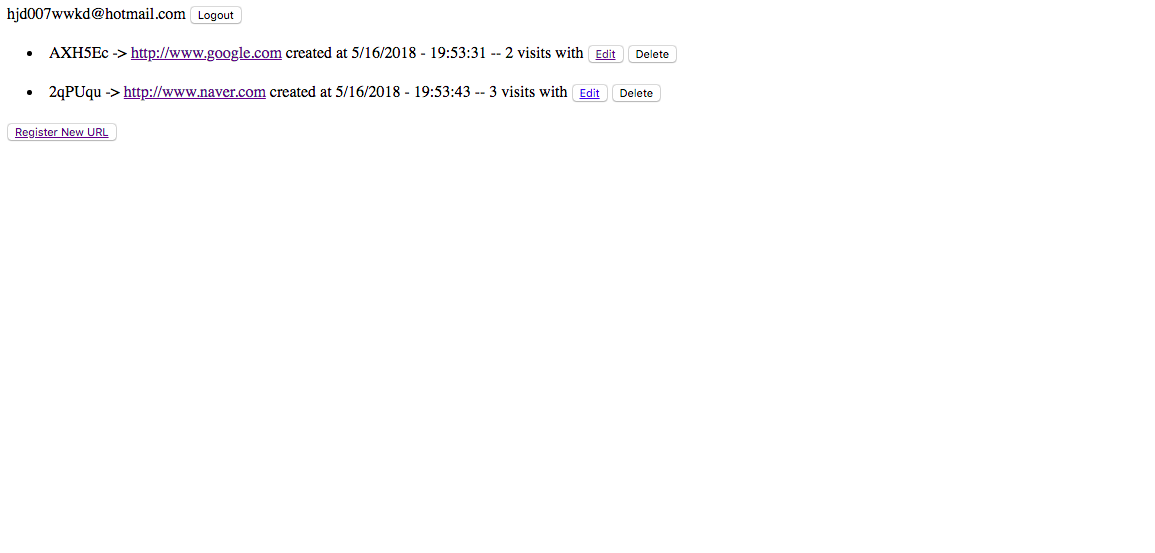 hjd007wwkd@hotmail.com Logout
AXH5Ec -> http://www.google.com created at 5/16/2018 - 19:53:31 -- 2 visits with Edit Delete
2qPUqu -> http://www.naver.com created at 5/16/2018 - 19:53:43 -- 3 visits with Edit Delete
Register New URL